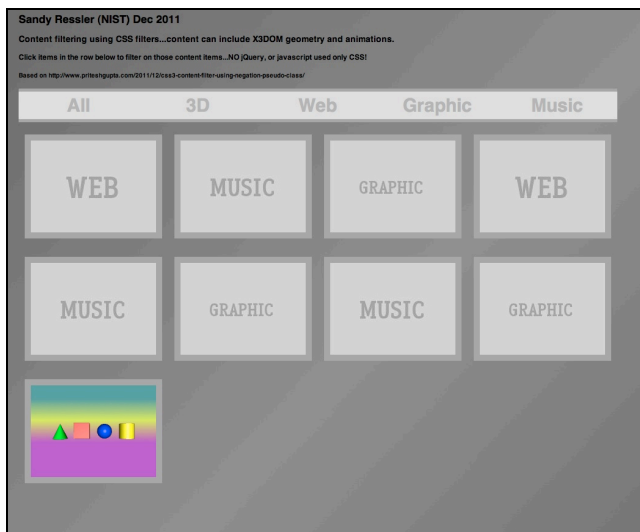 Sandy Ressler (NIST) Dec 2011
Content filtering using CSS filters...content can include X3DOM geometry and animations.
Click items in the row below to filter on those content items...NO jQuery, or javascript used only CSS!
Based on http://www.priteshgupta.com/2011/12/css3-content-filter-using-negation-pseudo-class/
All 3D Web Graphic Music
WEB MUSIC GRAPHIC WEB
MUSIC GRAPHIC MUSIC GRAPHIC